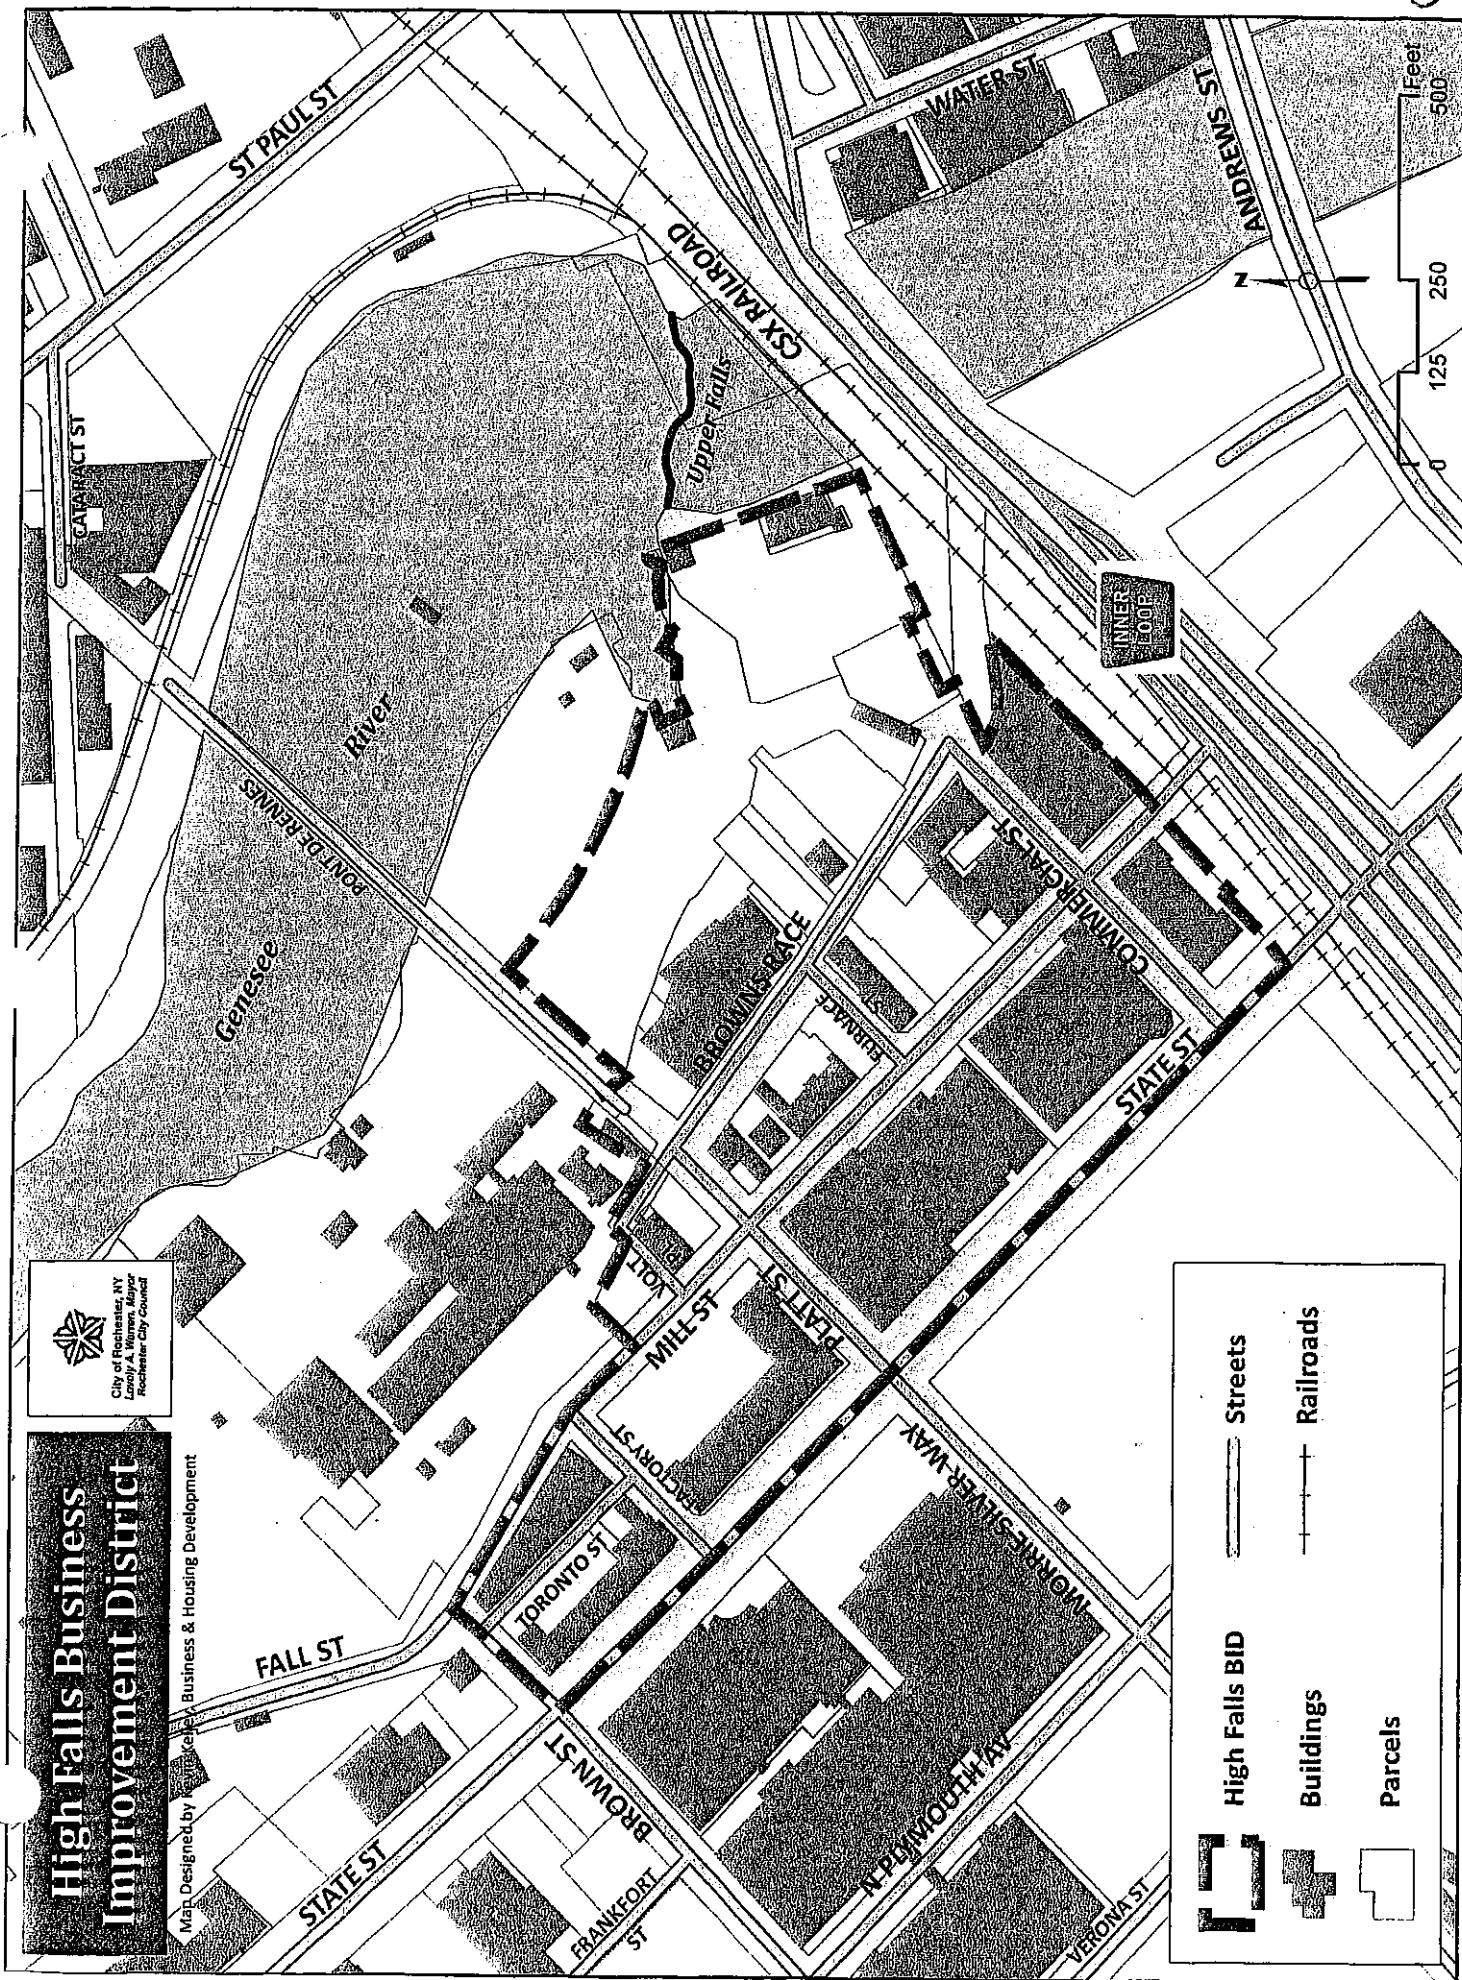 High Falls Business
Improvement District
Map Designed by Kevin Kelley, Business & Housing Development
City of Rochester, NY
Lovely A. Warren, Mayor
Rochester City Council
ST PAUL ST
CATARACT ST
PONT DE RENNES
Genesee
River
Upper Falls
CSX RAILROAD
WATER ST
ANDREWS ST
INNER
LOOP
FALL ST
STATE ST
BROWN ST
FRANKFORT
ST
TORONTO ST
FACTORY ST
MILL ST
VOLT
PL
PLATT ST
BROWNS RACE
FURNACE
ST
COMMERCIAL ST
STATE ST
MORRIE SILVER WAY
N PLYMOUTH AV
VERONA ST
High Falls BID
Streets
Buildings
Railroads
Parcels
N
0
125
250
500
Feet